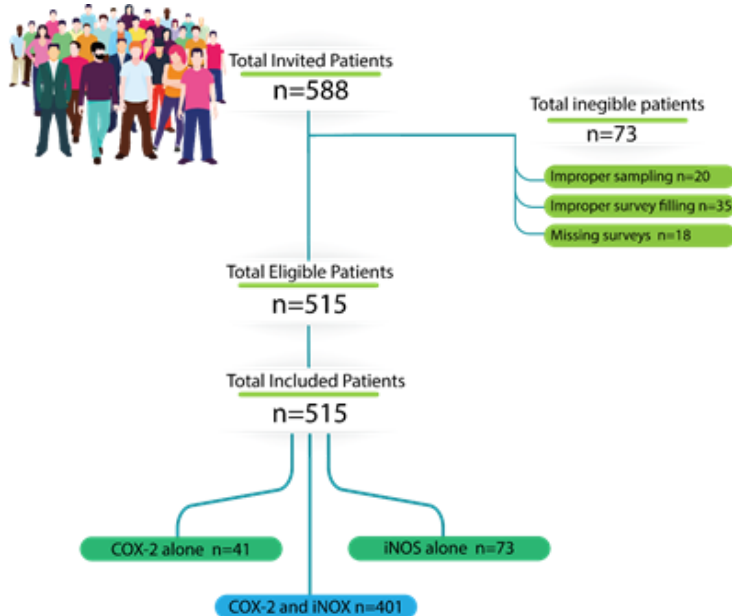 Total Invited Patients
n=588
Total inegible patients
n=73
Improper sampling n=20
Improper survey filling n=35
Missing surveys n=18
Total Eligible Patients
n=515
Total Included Patients
n=515
COX-2 alone n=41
iNOS alone n=73
COX-2 and iNOX n=401